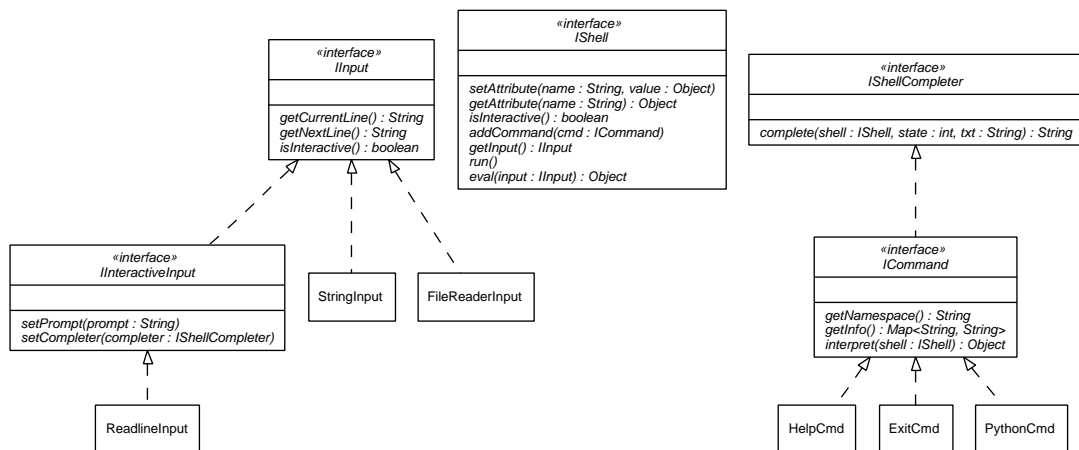 «interface»
IInput
getCurrentLine() : String
getNextLine() : String
isInteractive() : boolean
«interface»
IShell
setAttribute(name : String, value : Object)
getAttribute(name : String) : Object
isInteractive() : boolean
addCommand(cmd : ICommand)
getInput() : IInput
run()
eval(input : IInput) : Object
«interface»
IShellCompleter
complete(shell : IShell, state : int, txt : String) : String
«interface»
IInteractiveInput
setPrompt(prompt : String)
setCompleter(completer : IShellCompleter)
StringInput
FileReaderInput
«interface»
ICommand
getNamespace() : String
getInfo() : Map<String, String>
interpret(shell : IShell) : Object
ReadlineInput
HelpCmd
ExitCmd
PythonCmd